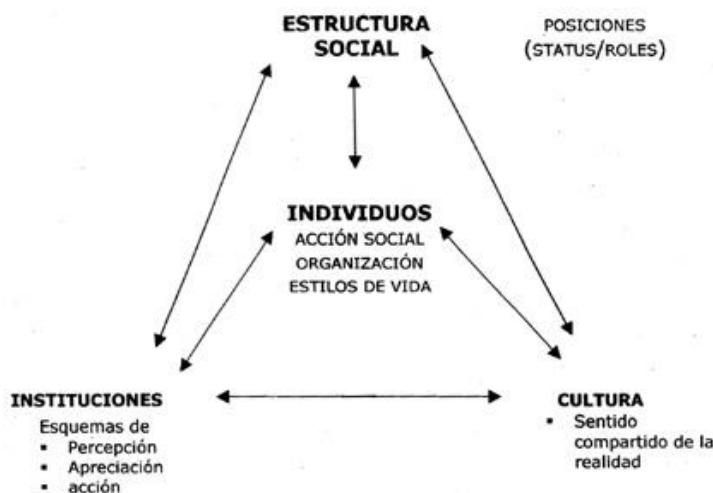 ESTRUCTURA
SOCIAL
POSICIONES
(STATUS/ROLES)
INDIVIDUOS
ACCIÓN SOCIAL
ORGANIZACIÓN
ESTILOS DE VIDA
INSTITUCIONES
Esquemas de
▪ Percepción
▪ Apreciación
▪ acción
CULTURA
▪ Sentido
compartido de la
realidad